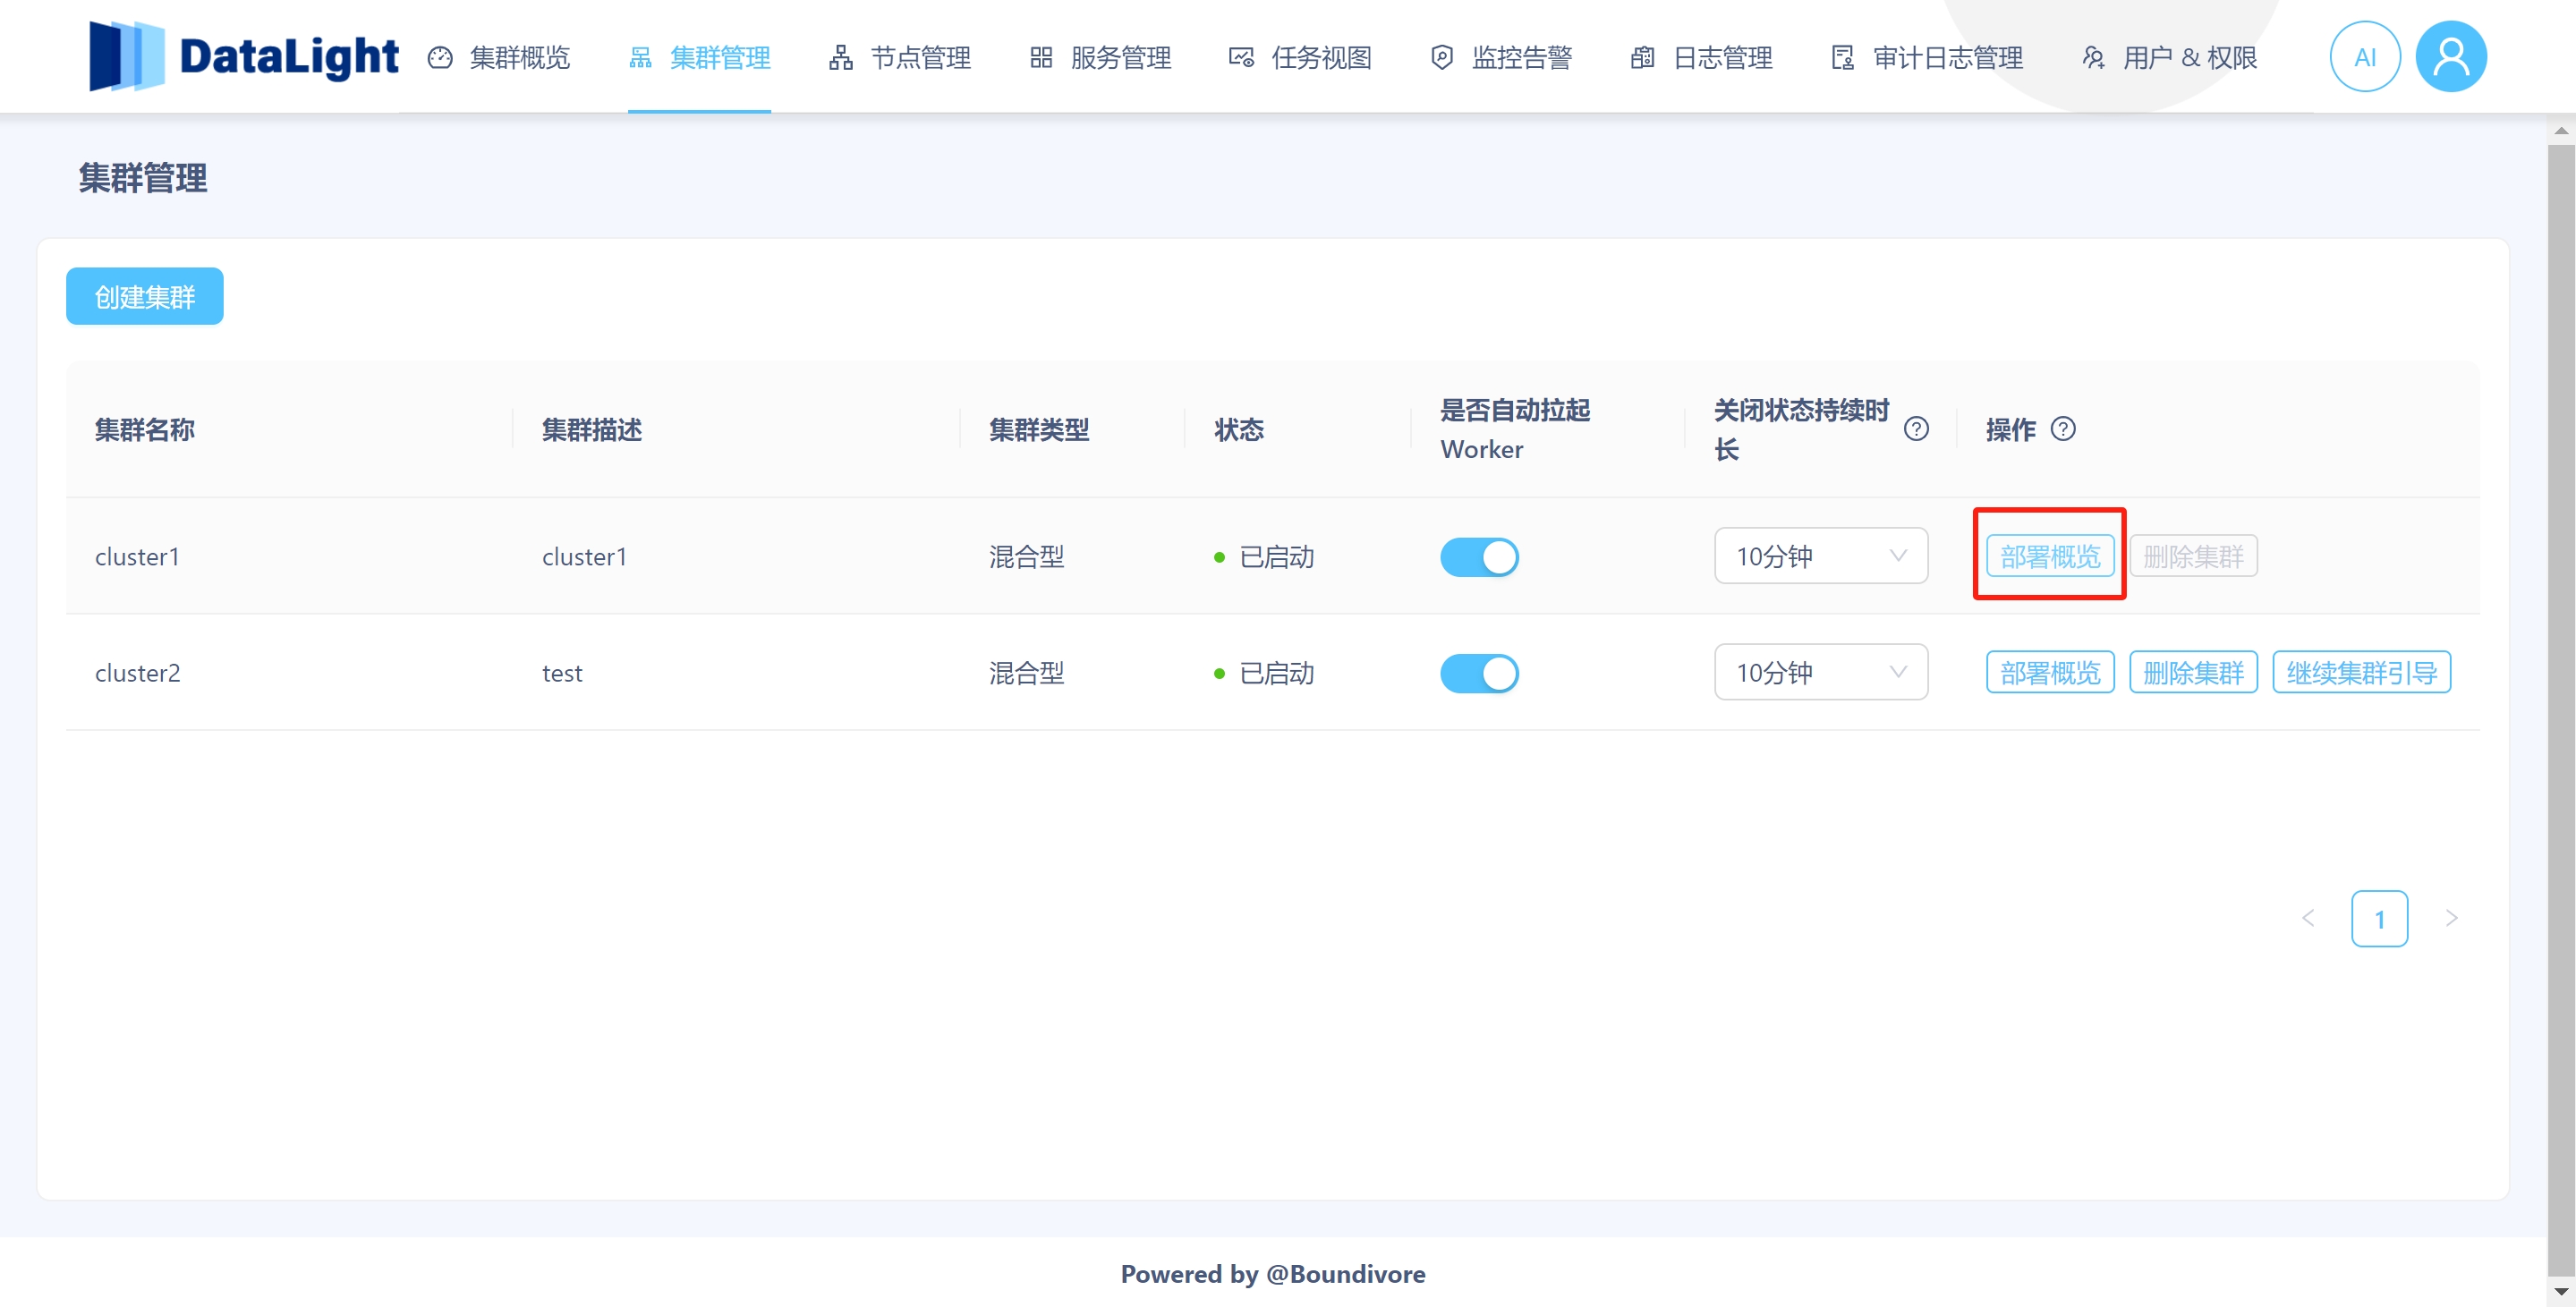 DataLight 集群概览 集群管理 节点管理 服务管理 任务视图 监控告警 日志管理 审计日志管理 用户 & 权限 AI
集群管理
创建集群
集群名称 集群描述 集群类型 状态 是否自动拉起 Worker 关闭状态持续时长 操作
cluster1 cluster1 混合型 已启动 10分钟 部署概览 删除集群
cluster2 test 混合型 已启动 10分钟 部署概览 删除集群 继续集群引导
1
Powered by @Boundivore